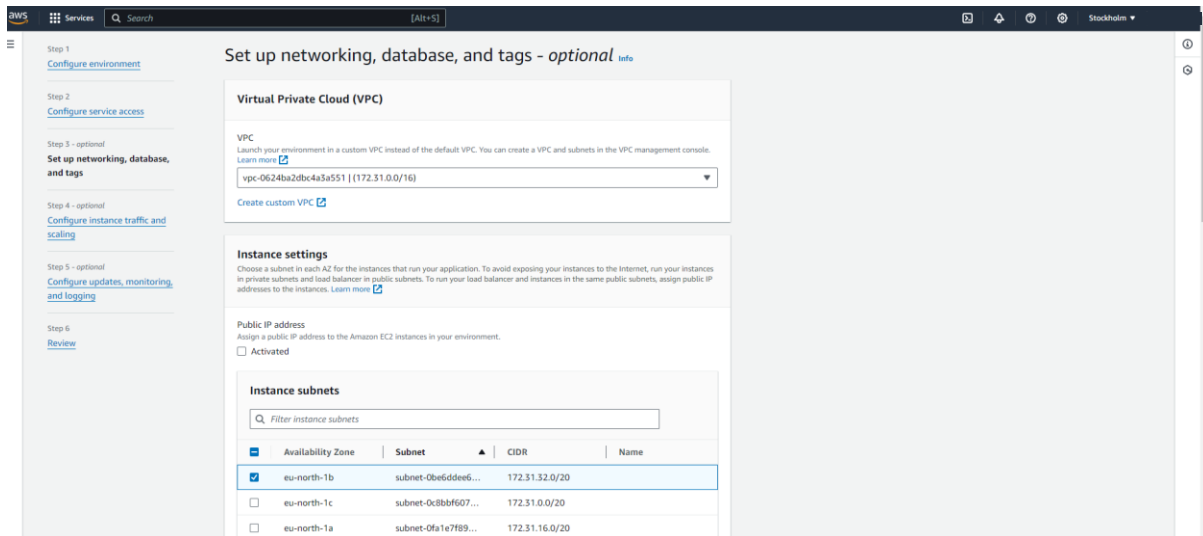 aws Services Search [Alt+S] Stockholm ▼
Step 1
Configure environment
Step 2
Configure service access
Step 3 - optional
Set up networking, database,
and tags
Step 4 - optional
Configure instance traffic and
scaling
Step 5 - optional
Configure updates, monitoring,
and logging
Step 6
Review
Set up networking, database, and tags - optional Info
Virtual Private Cloud (VPC)
VPC
Launch your environment in a custom VPC instead of the default VPC. You can create a VPC and subnets in the VPC management console.
Learn more
vpc-0624ba2dbc4a3a551 | (172.31.0.0/16)
Create custom VPC
Instance settings
Choose a subnet in each AZ for the instances that run your application. To avoid exposing your instances to the Internet, run your instances
in private subnets and load balancer in public subnets. To run your load balancer and instances in the same public subnets, assign public IP
addresses to the instances. Learn more
Public IP address
Assign a public IP address to the Amazon EC2 instances in your environment.
Activated
Instance subnets
Filter instance subnets
Availability Zone Subnet ▲ CIDR Name
eu-north-1b subnet-0be6ddee6... 172.31.32.0/20
eu-north-1c subnet-0c8bbf607... 172.31.0.0/20
eu-north-1a subnet-0fa1e7f89... 172.31.16.0/20